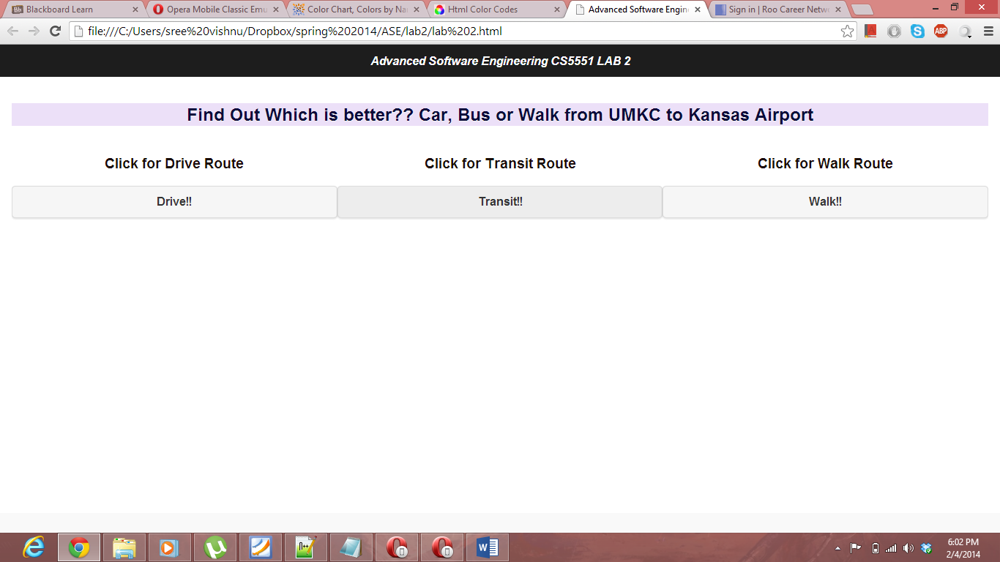 Blackboard Learn
Opera Mobile Classic Emu
Color Chart, Colors by Na
Html Color Codes
Advanced Software Engin
Sign in | Roo Career Netw
file:///C:/Users/sree%20vishnu/Dropbox/spring%202014/ASE/lab2/lab%202.html
ABP
Advanced Software Engineering CS5551 LAB 2
Find Out Which is better?? Car, Bus or Walk from UMKC to Kansas Airport
Click for Drive Route Click for Transit Route Click for Walk Route
Drive!! Transit!! Walk!!
6:02 PM
2/4/2014